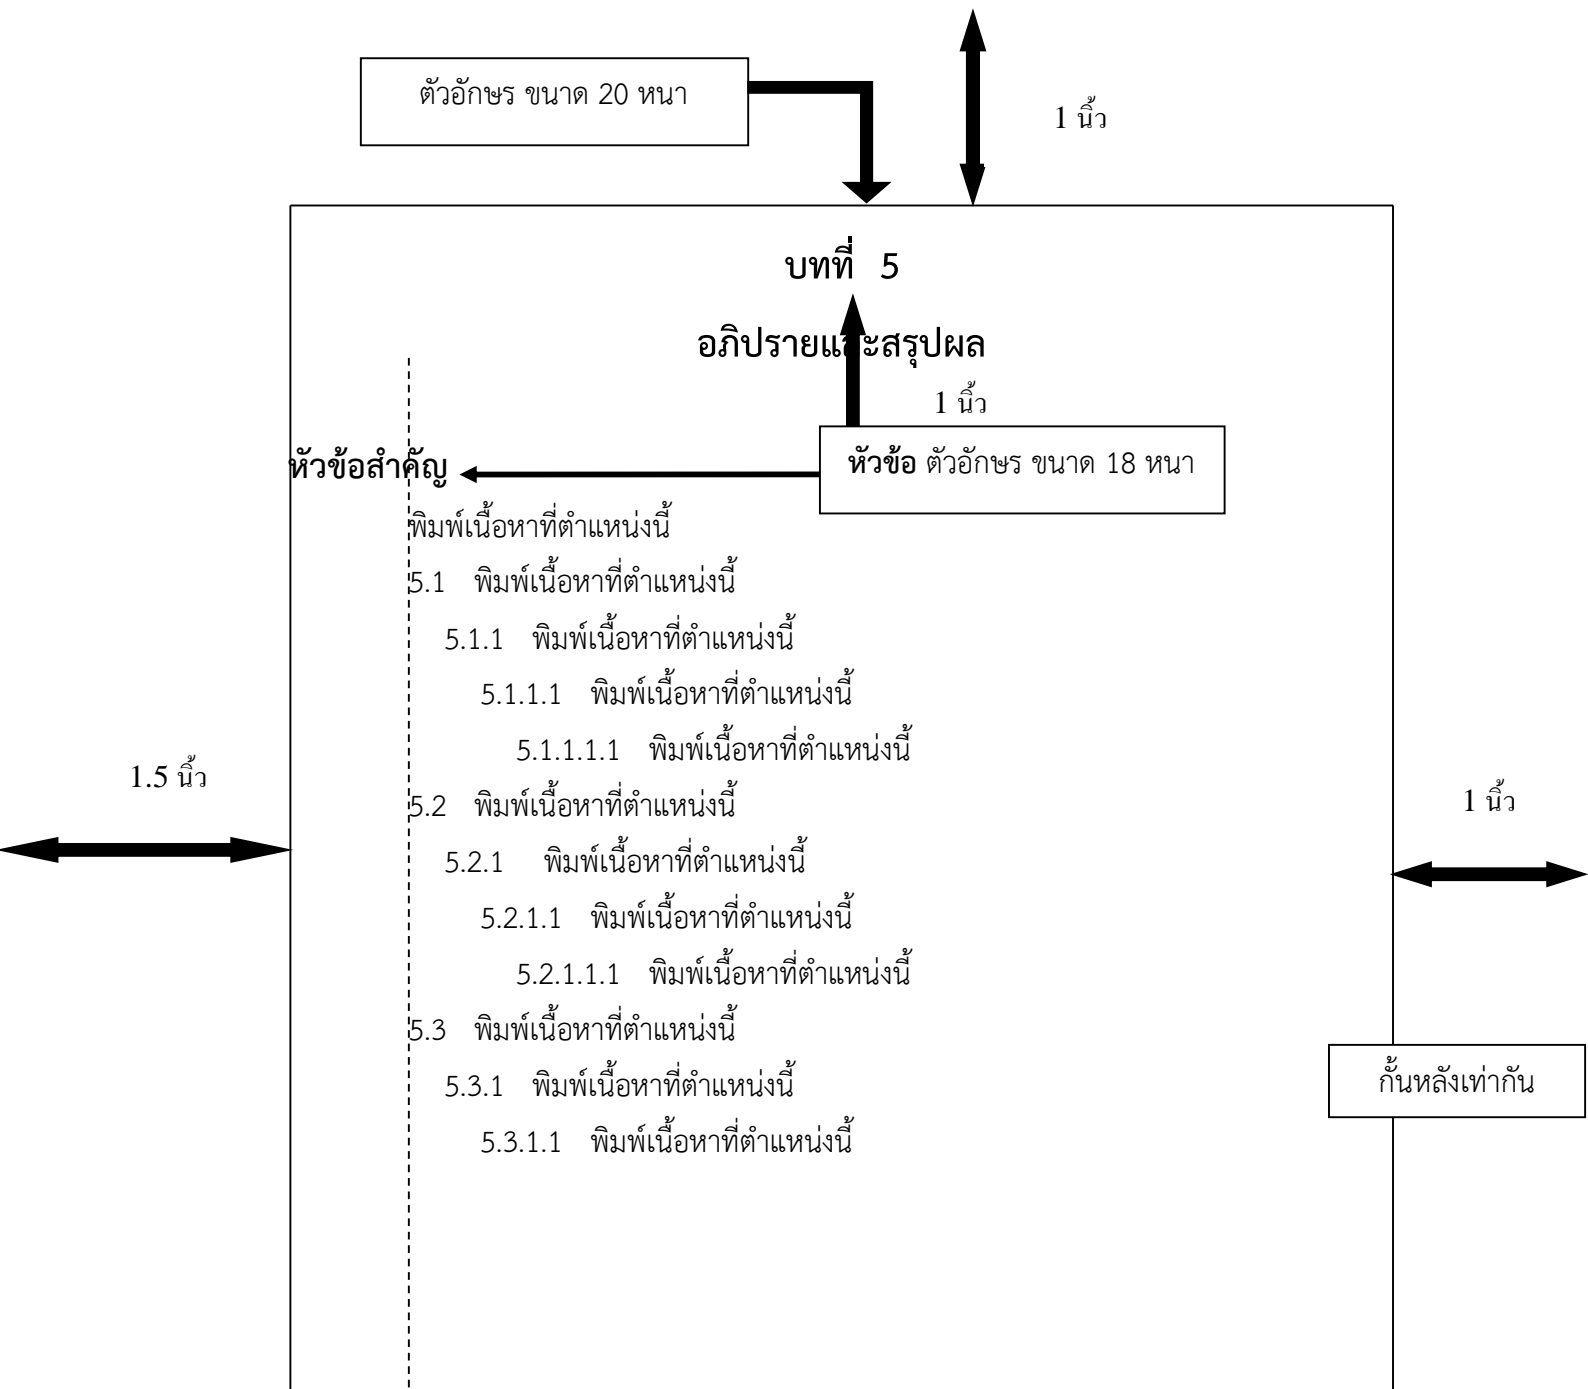 ตัวอักษร ขนาด 20 หนา
1 นิ้ว
บทที่ 5
อภิปรายและสรุปผล
1 นิ้ว
หัวข้อสำคัญ
หัวข้อ ตัวอักษร ขนาด 18 หนา
พิมพ์เนื้อหาที่ตำแหน่งนี้
5.1 พิมพ์เนื้อหาที่ตำแหน่งนี้
5.1.1 พิมพ์เนื้อหาที่ตำแหน่งนี้
5.1.1.1 พิมพ์เนื้อหาที่ตำแหน่งนี้
5.1.1.1.1 พิมพ์เนื้อหาที่ตำแหน่งนี้
1.5 นิ้ว
5.2 พิมพ์เนื้อหาที่ตำแหน่งนี้
1 นิ้ว
5.2.1 พิมพ์เนื้อหาที่ตำแหน่งนี้
5.2.1.1 พิมพ์เนื้อหาที่ตำแหน่งนี้
5.2.1.1.1 พิมพ์เนื้อหาที่ตำแหน่งนี้
5.3 พิมพ์เนื้อหาที่ตำแหน่งนี้
5.3.1 พิมพ์เนื้อหาที่ตำแหน่งนี้
กั้นหลังเท่ากัน
5.3.1.1 พิมพ์เนื้อหาที่ตำแหน่งนี้